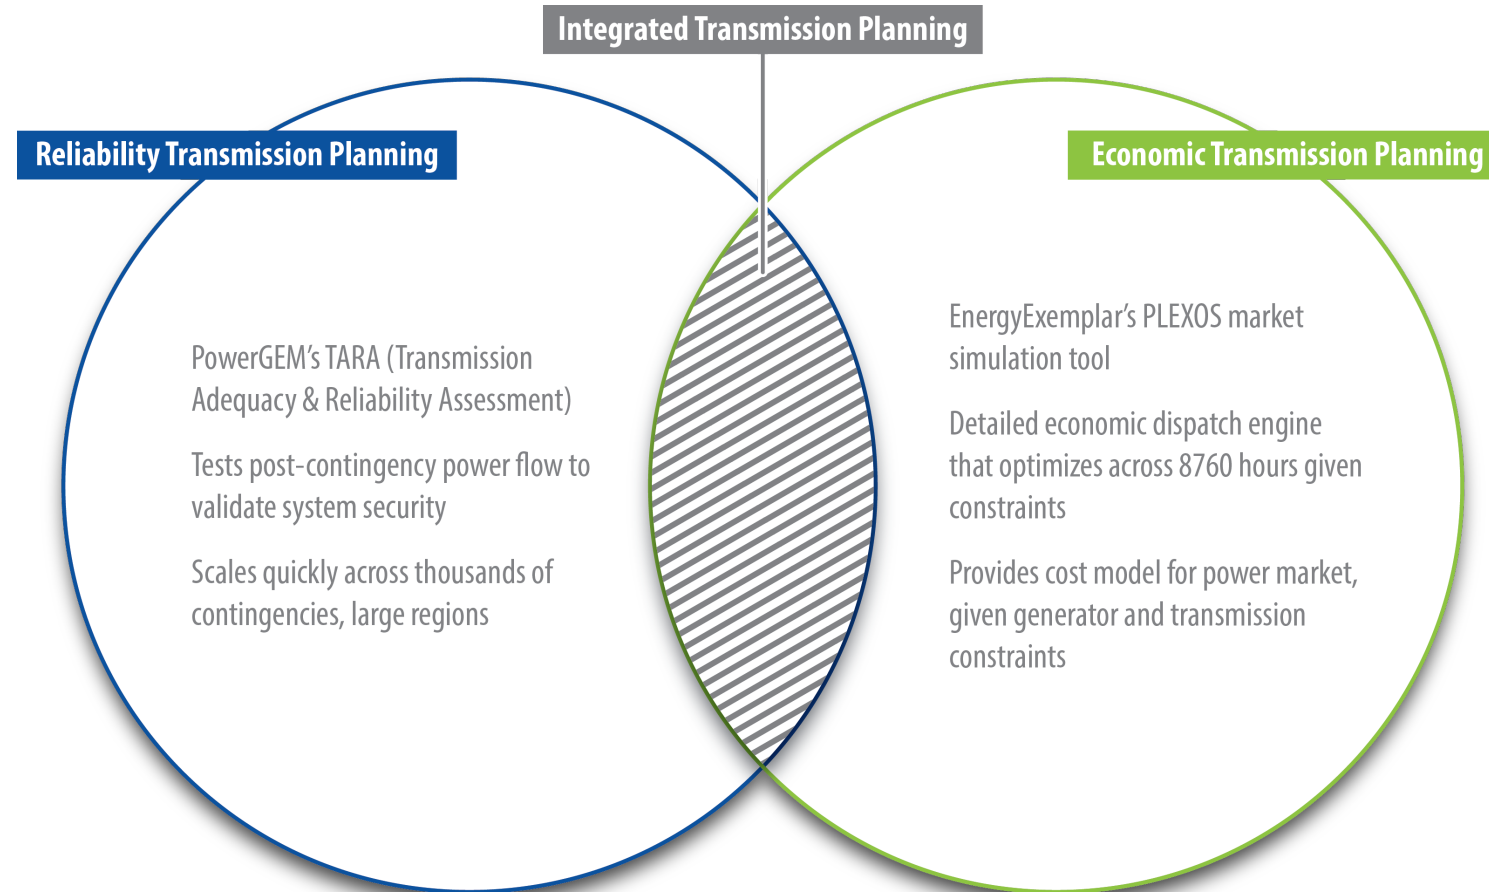 Integrated Transmission Planning
Reliability Transmission Planning
Economic Transmission Planning
PowerGEM’s TARA (Transmission
Adequacy & Reliability Assessment)
Tests post-contingency power flow to
validate system security
Scales quickly across thousands of
contingencies, large regions
EnergyExemplar’s PLEXOS market
simulation tool
Detailed economic dispatch engine
that optimizes across 8760 hours given
constraints
Provides cost model for power market,
given generator and transmission
constraints